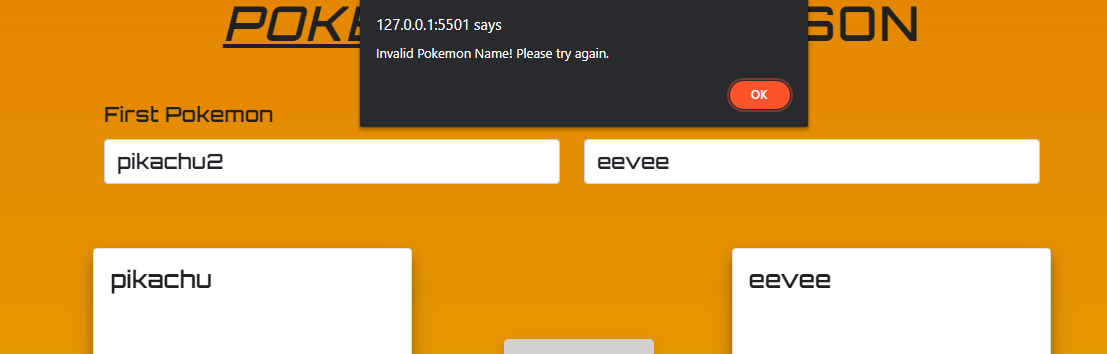 POKE SON
127.0.0.1:5501 says
Invalid Pokemon Name! Please try again.
OK
First Pokemon
pikachu2 eevee
pikachu eevee